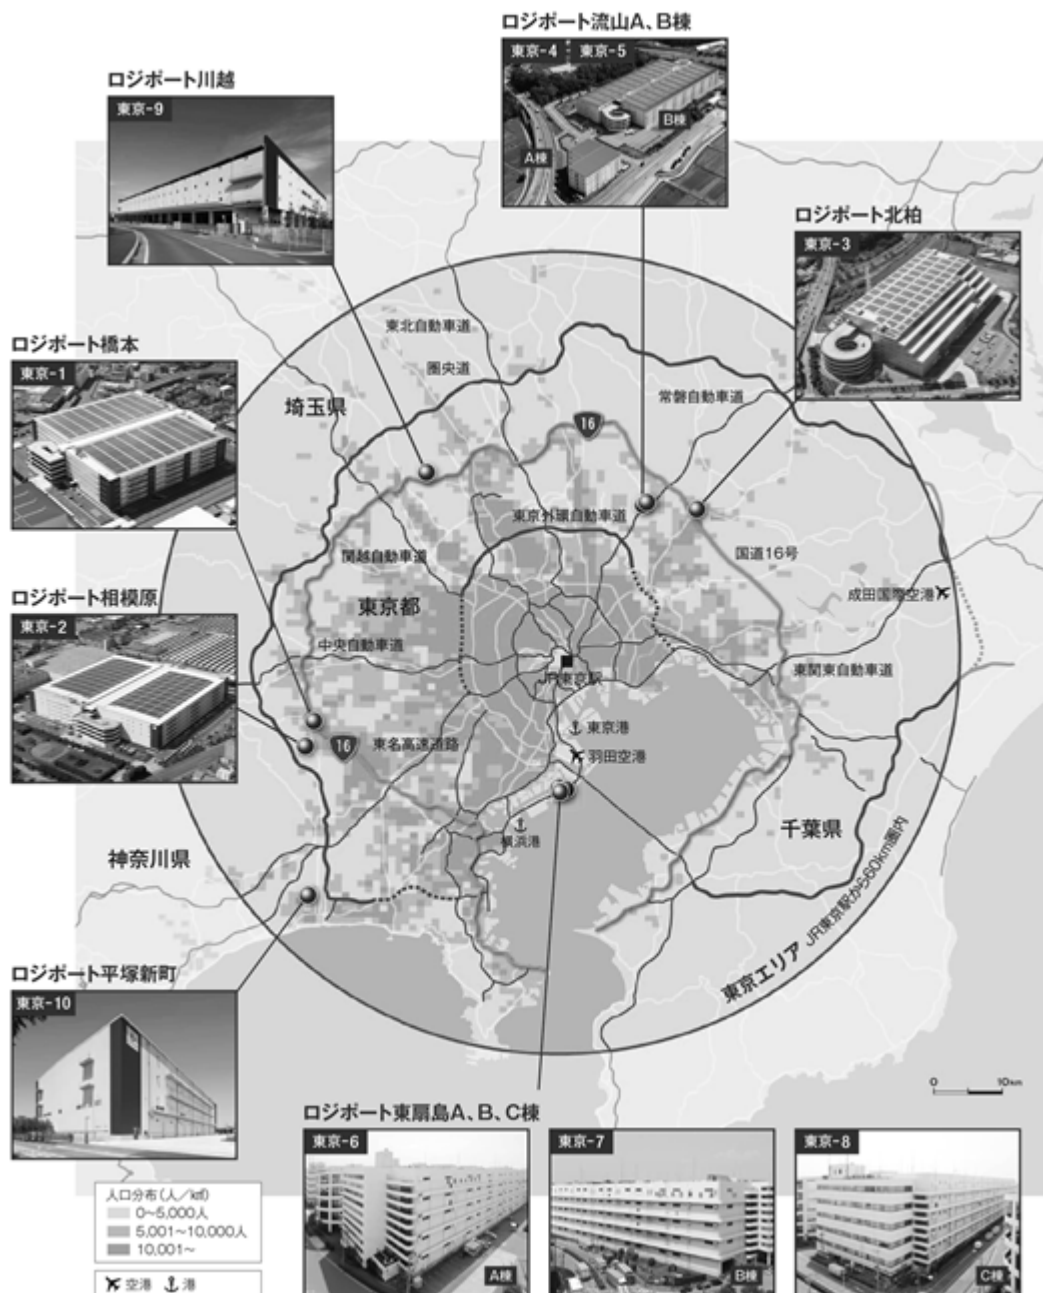 ロジポート流山A、B棟
東京-4 東京-5
B棟
A棟
ロジポート川越
東京-9
ロジポート北柏
東京-3
ロジポート橋本
東京-1
東北自動車道
圏央道
埼玉県
常磐自動車道
16
東京外環自動車道
関越自動車道
国道16号
ロジポート相模原
東京-2
東京都
成田国際空港
中央自動車道
JR東京駅
東関東自動車道
東京港
16
東名高速道路
羽田空港
横浜港
千葉県
神奈川県
東京エリア JR東京駅から60km圏内
ロジポート平塚新町
東京-10
0 10km
ロジポート東扇島A、B、C棟
東京-6
A棟
東京-7
B棟
東京-8
C棟
人口分布(人/㎢)
0~5,000人
5,001~10,000人
10,001~
空港 港